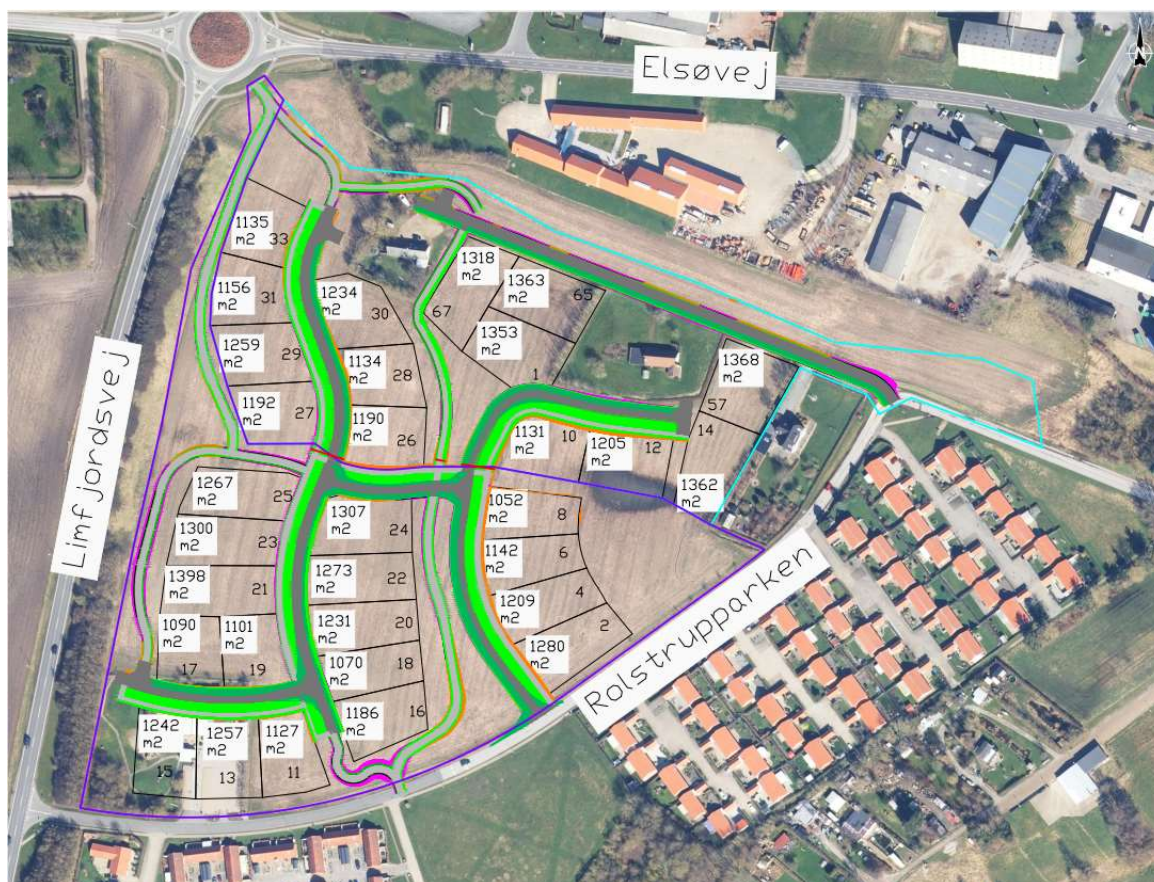 N
Elsøvej
1135
m2
33
1318
m2
1363
m2
65
1156
m2
31
1234
m2
30
67
1353
m2
1259
m2
29
1134
m2
28
1
1368
m2
57
1192
m2
27
1190
m2
26
1131
m2
10
1205
m2
12
14
1362
m2
Limfjordsvej
1267
m2
25
1300
m2
23
1307
m2
24
1052
m2
8
1398
m2
21
1273
m2
22
1142
m2
6
1090
m2
17
1101
m2
19
1231
m2
20
1209
m2
4
1070
m2
18
1280
m2
2
1242
m2
15
1257
m2
13
1127
m2
11
1186
m2
16
Rolstrupparken